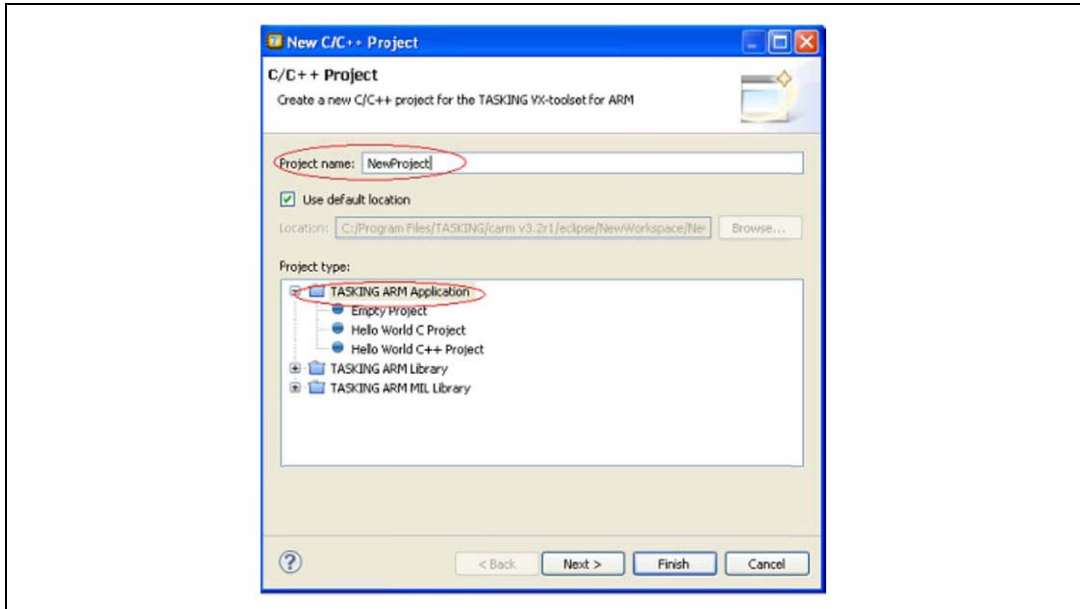 New C/C++ Project
C/C++ Project
Create a new C/C++ project for the TASKING VX-toolset for ARM
Project name: NewProject
Use default location
Location: C:/Program Files/TASKING/carm v3.2r1/eclipse/NewWorkspace/Ne
Browse...
Project type:
TASKING ARM Application
Empty Project
Hello World C Project
Hello World C++ Project
TASKING ARM Library
TASKING ARM MIL Library
?
< Back Next > Finish Cancel